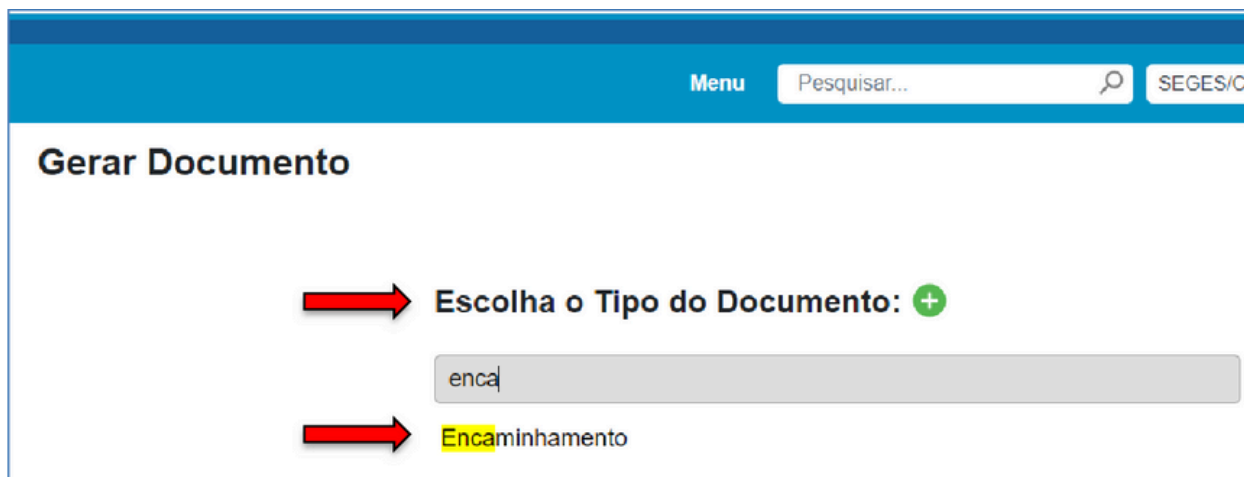 Menu Pesquisar... SEGES/C
Gerar Documento
Escolha o Tipo do Documento:
enca
Encaminhamento